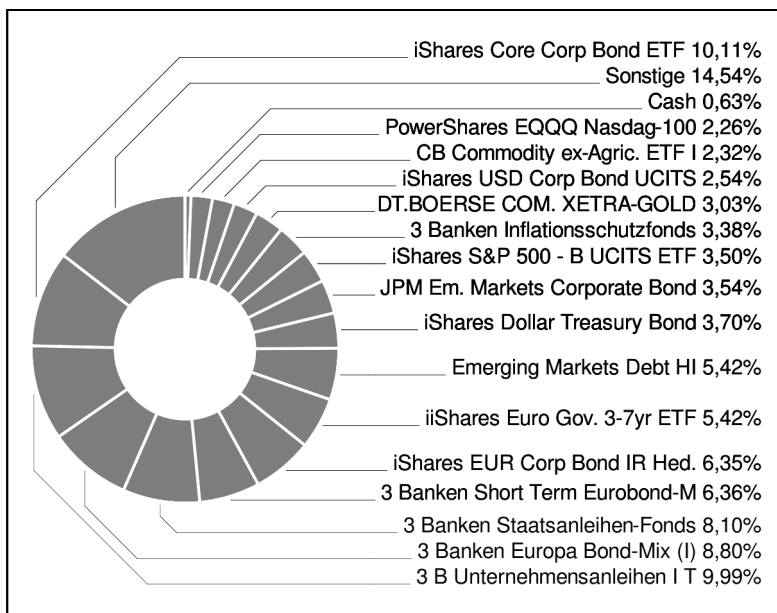 iShares Core Corp Bond ETF 10,11%
Sonstige 14,54%
Cash 0,63%
PowerShares EQQQ Nasdag-100 2,26%
CB Commodity ex-Agric. ETF I 2,32%
iShares USD Corp Bond UCITS 2,54%
DT.BOERSE COM. XETRA-GOLD 3,03%
3 Banken Inflationsschutzfonds 3,38%
iShares S&P 500 - B UCITS ETF 3,50%
JPM Em. Markets Corporate Bond 3,54%
iShares Dollar Treasury Bond 3,70%
Emerging Markets Debt HI 5,42%
iiShares Euro Gov. 3-7yr ETF 5,42%
iShares EUR Corp Bond IR Hed. 6,35%
3 Banken Short Term Eurobond-M 6,36%
3 Banken Staatsanleihen-Fonds 8,10%
3 Banken Europa Bond-Mix (I) 8,80%
3 B Unternehmensanleihen I T 9,99%